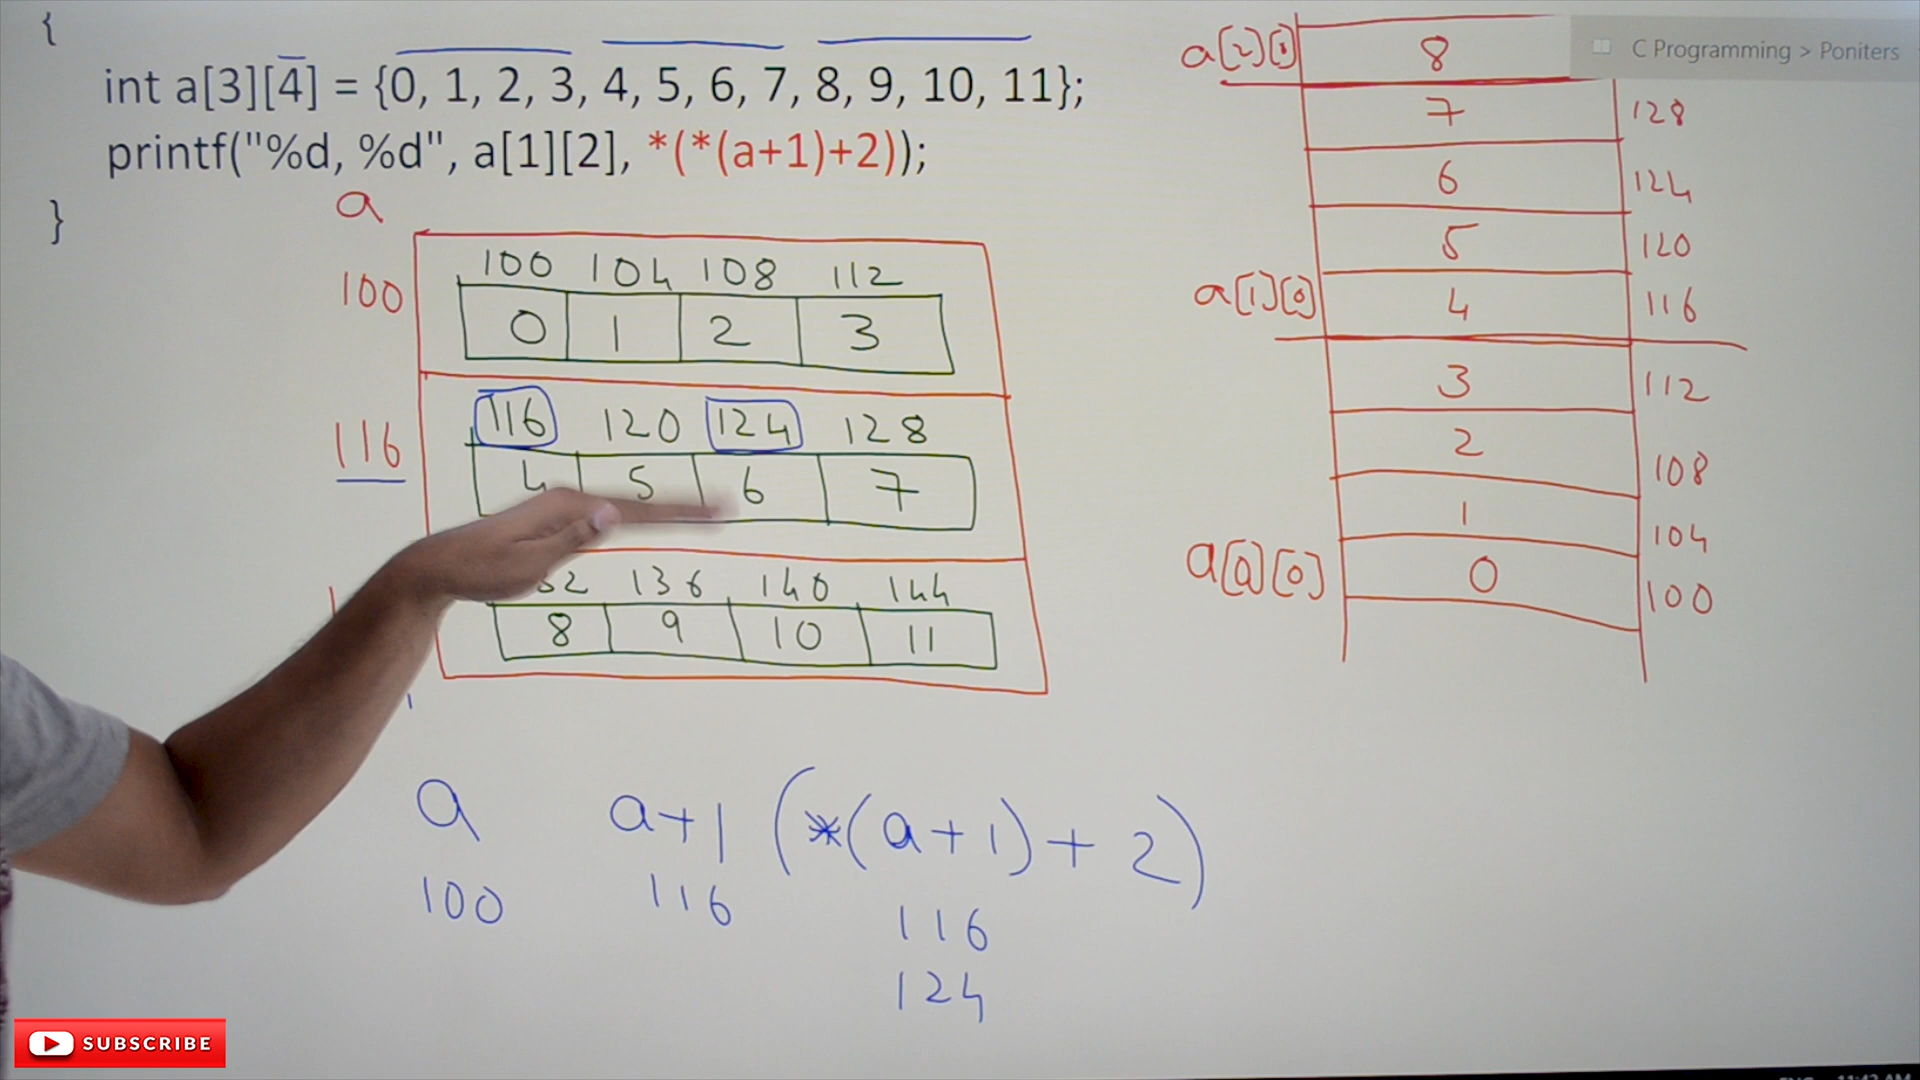 {
int a[3][4] = {0, 1, 2, 3, 4, 5, 6, 7, 8, 9, 10, 11};
printf("%d, %d", a[1][2], *(*(a+1)+2));
}
a
100
100 104 108 112
0 1 2 3
116
116 120 124 128
4 5 6 7
136 140 144
8 9 10 11
a a+1 (*(a+1)+2)
100 116 116
124
C Programming > Poniters
a[2][0] 8
7 128
6 124
5 120
a[1][0] 4 116
3 112
2 108
1 104
a[0][0] 0 100
SUBSCRIBE